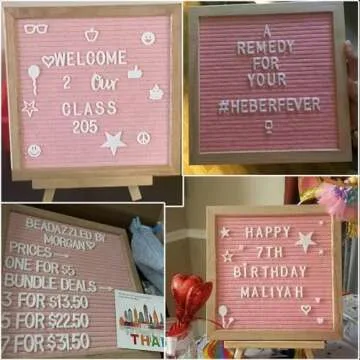 WELCOME
2 Our
CLASS
205
A
REMEDY
FOR
YOUR
#HEBERFEVER
BEADAZZLED BY
MORGAN
PRICES
ONE FOR $5
BUNDLE DEALS
3 FOR $13.50
5 FOR $22.50
7 FOR $31.50
THA
HAPPY
7TH
BIRTHDAY
MALIYAH